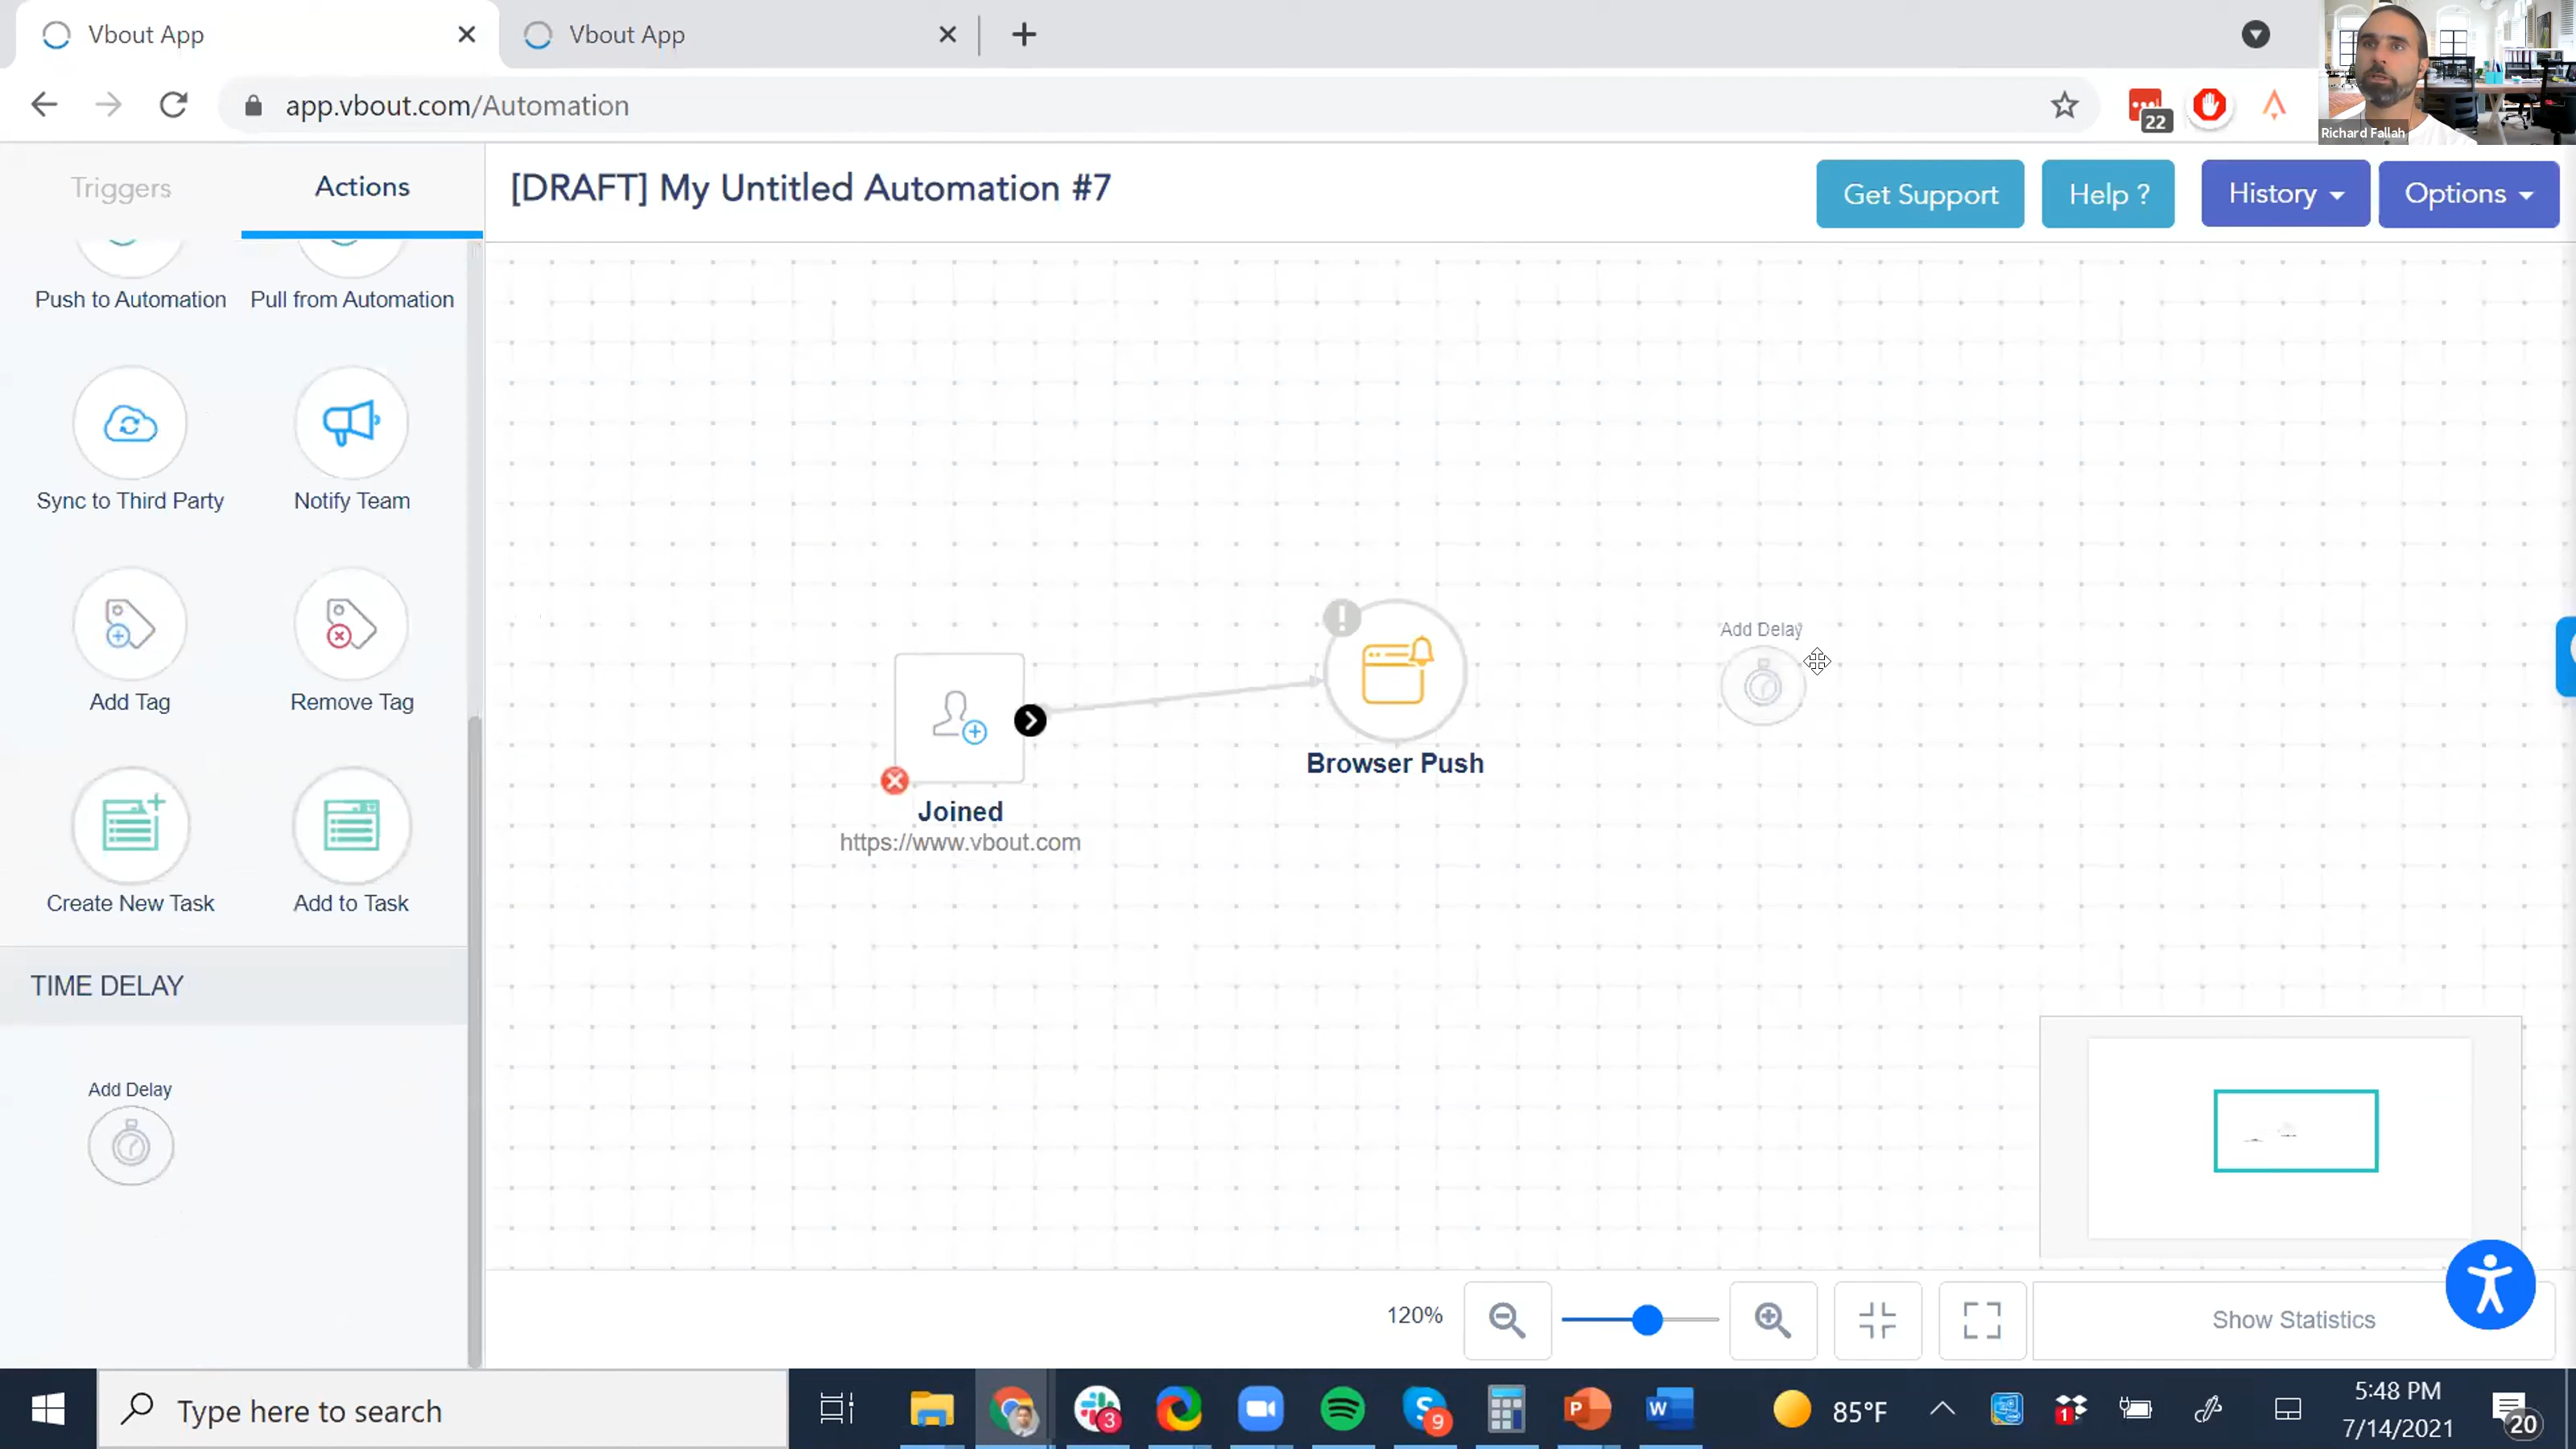 Vbout App
Vbout App
app.vbout.com/Automation
22
Richard Fallah
Triggers
Actions
[DRAFT] My Untitled Automation #7
Get Support
Help ?
History
Options
Push to Automation
Pull from Automation
Sync to Third Party
Notify Team
Add Tag
Remove Tag
Create New Task
Add to Task
TIME DELAY
Add Delay
Joined
https://www.vbout.com
Browser Push
Add Delay
120%
Show Statistics
Type here to search
3
9
85°F
1
5:48 PM
7/14/2021
20